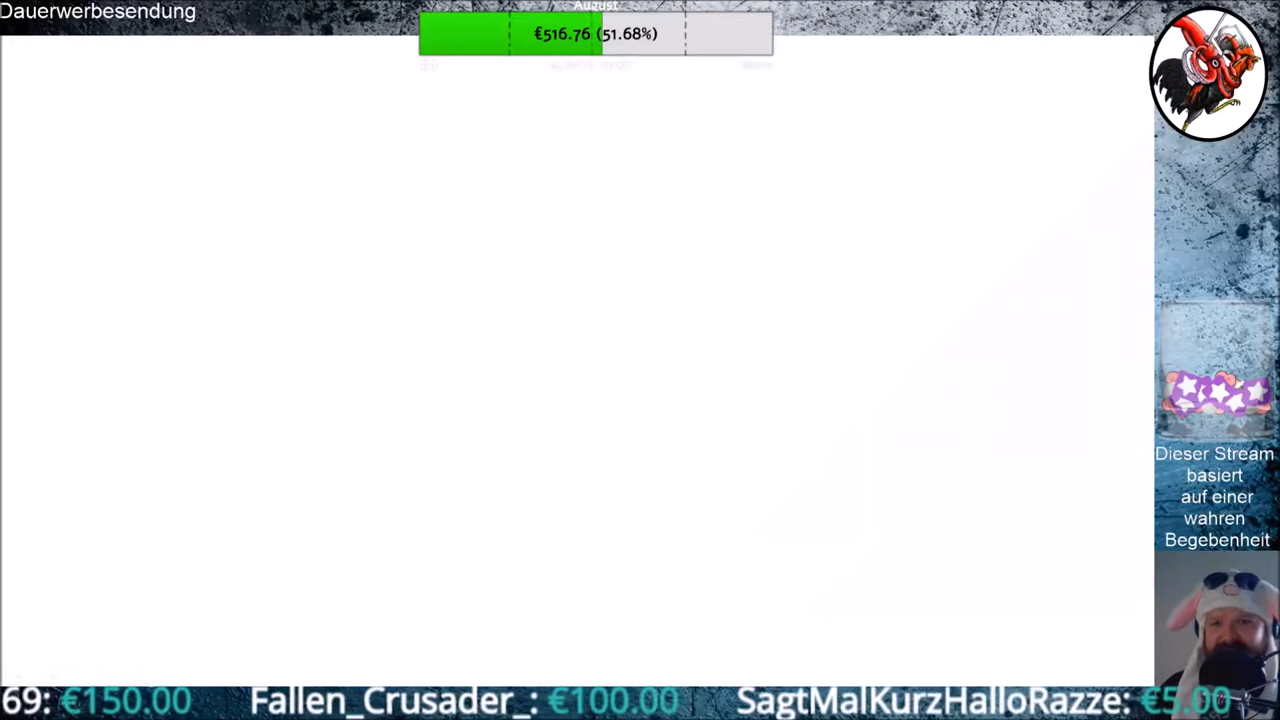 Dauerwerbesendung
August
€516.76 (51.68%)
Dieser Stream
basiert
auf einer
wahren
Begebenheit
69: €150.00 Fallen_Crusader_: €100.00 SagtMalKurzHalloRazze: €5.00